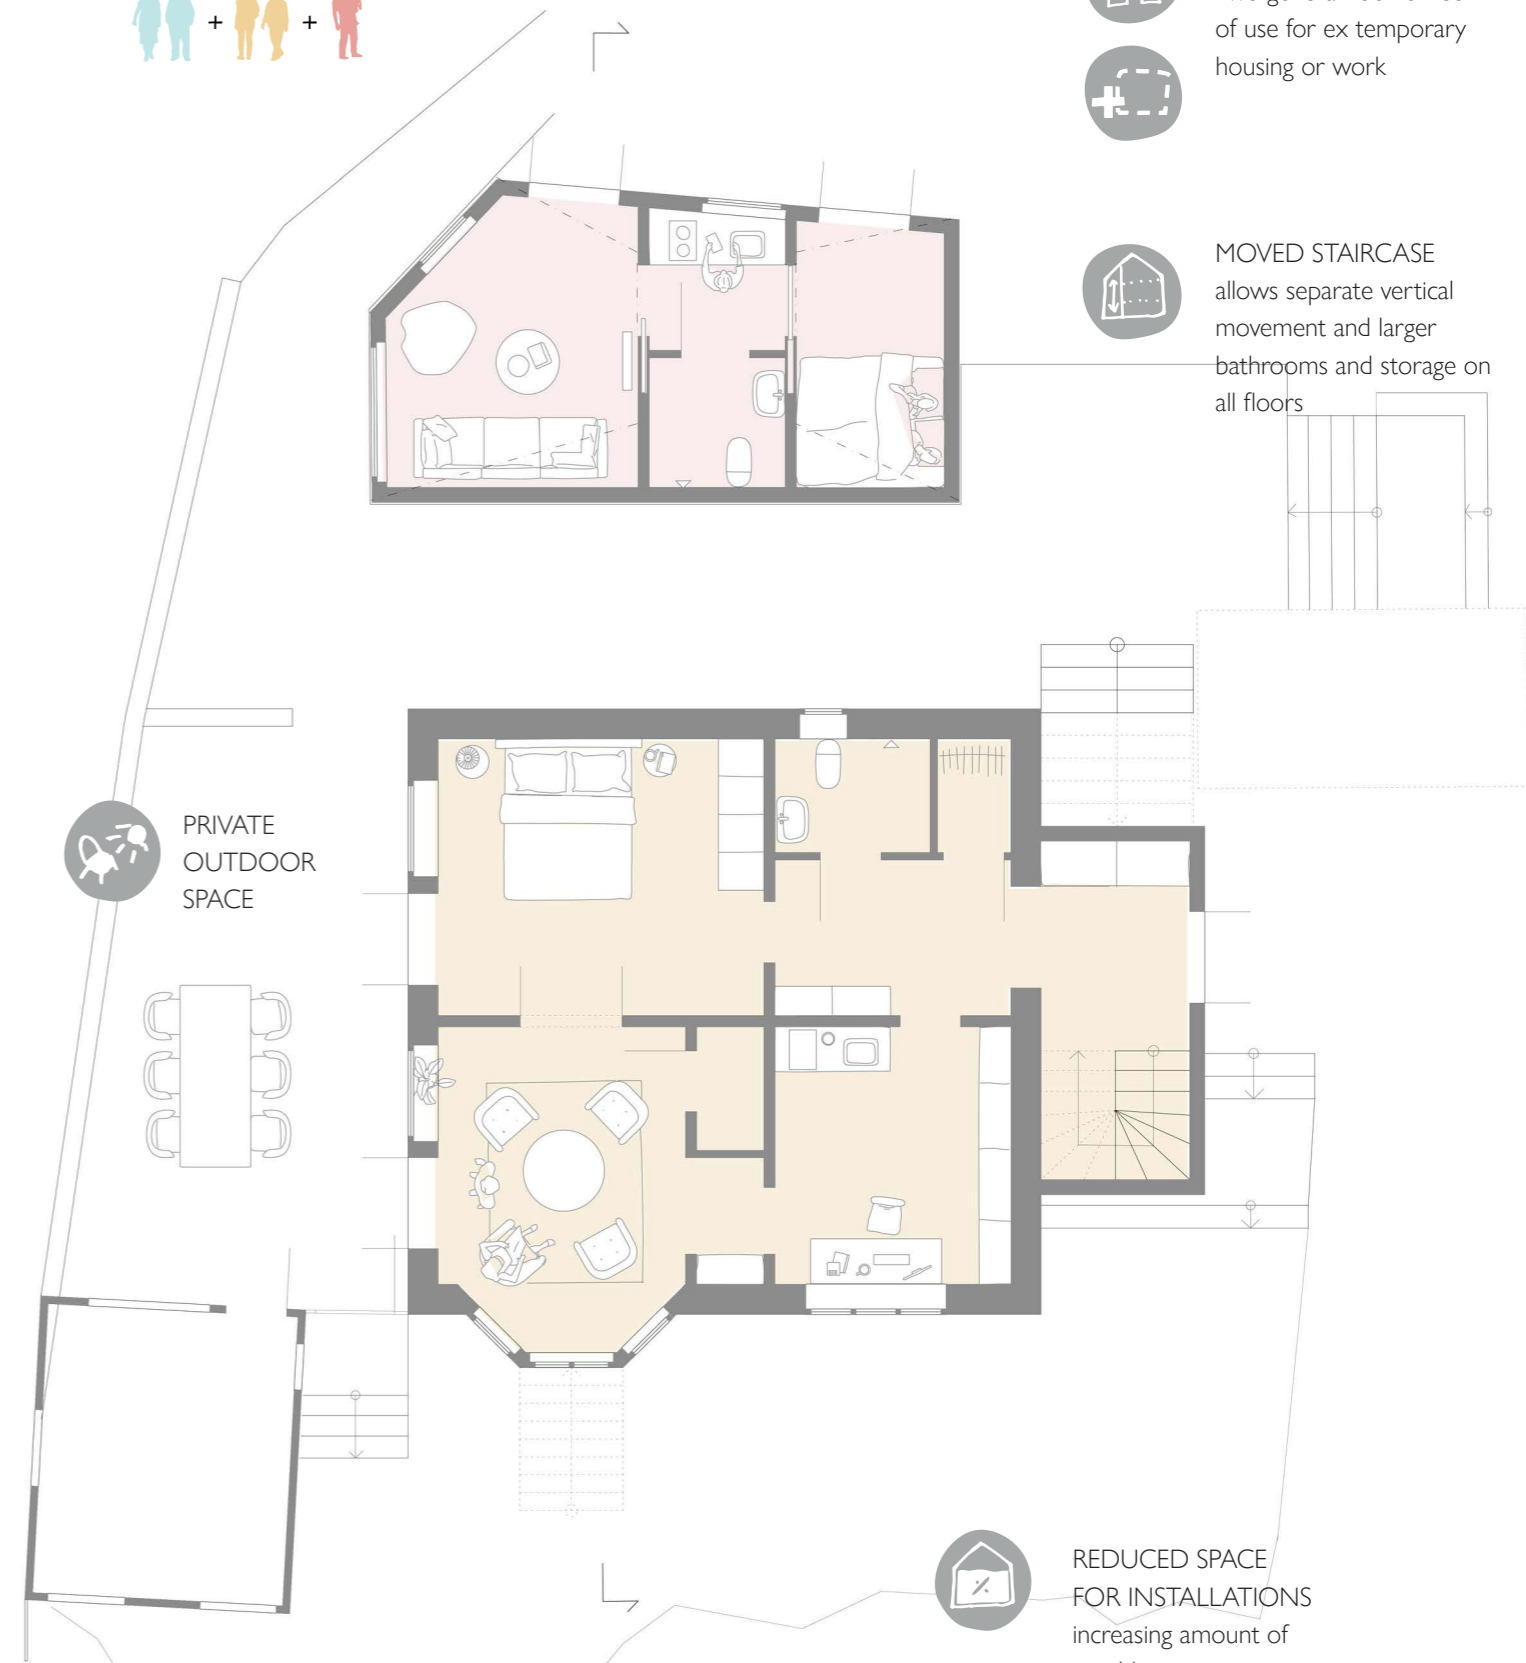 + +
of use for ex temporary
housing or work
MOVED STAIRCASE
allows separate vertical
movement and larger
bathrooms and storage on
all floors
PRIVATE
OUTDOOR
SPACE
REDUCED SPACE
FOR INSTALLATIONS
increasing amount of